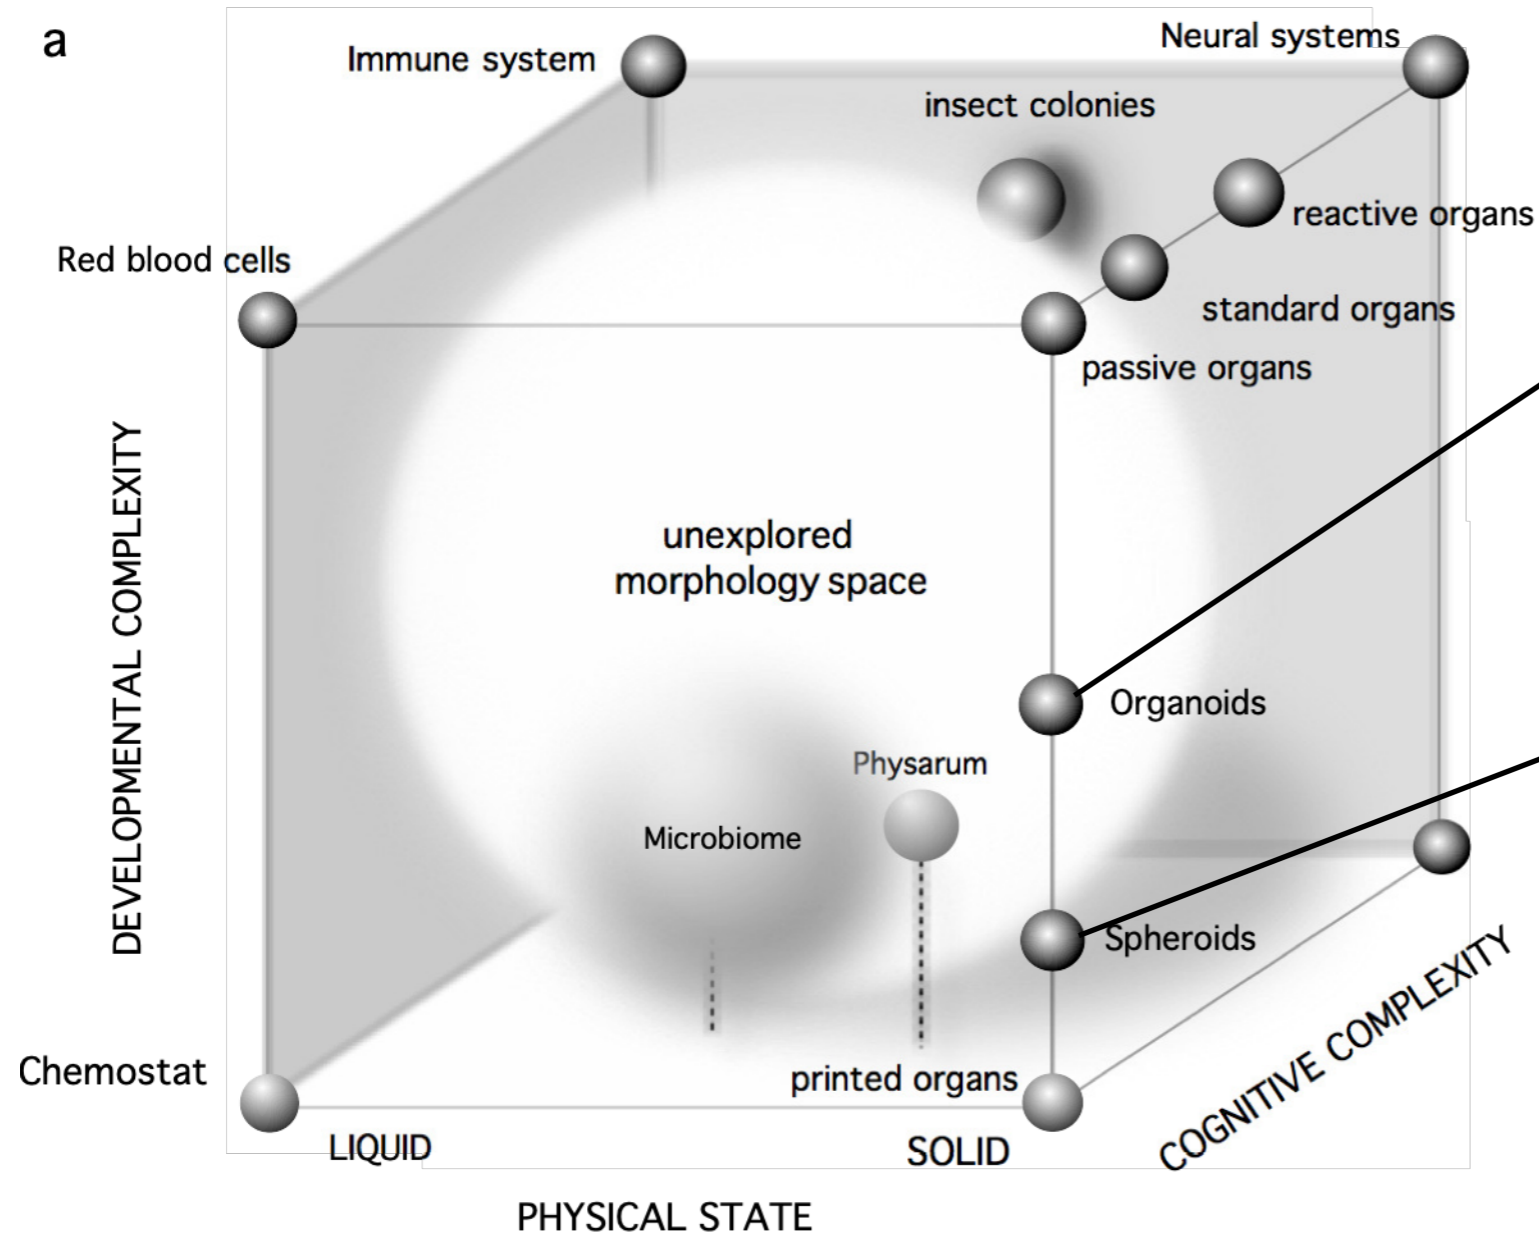 a
Immune system
Neural systems
insect colonies
reactive organs
Red blood cells
standard organs
passive organs
DEVELOPMENTAL COMPLEXITY
unexplored
morphology space
Organoids
Physarum
Microbiome
Spheroids
COGNITIVE COMPLEXITY
Chemostat
printed organs
LIQUID
SOLID
PHYSICAL STATE